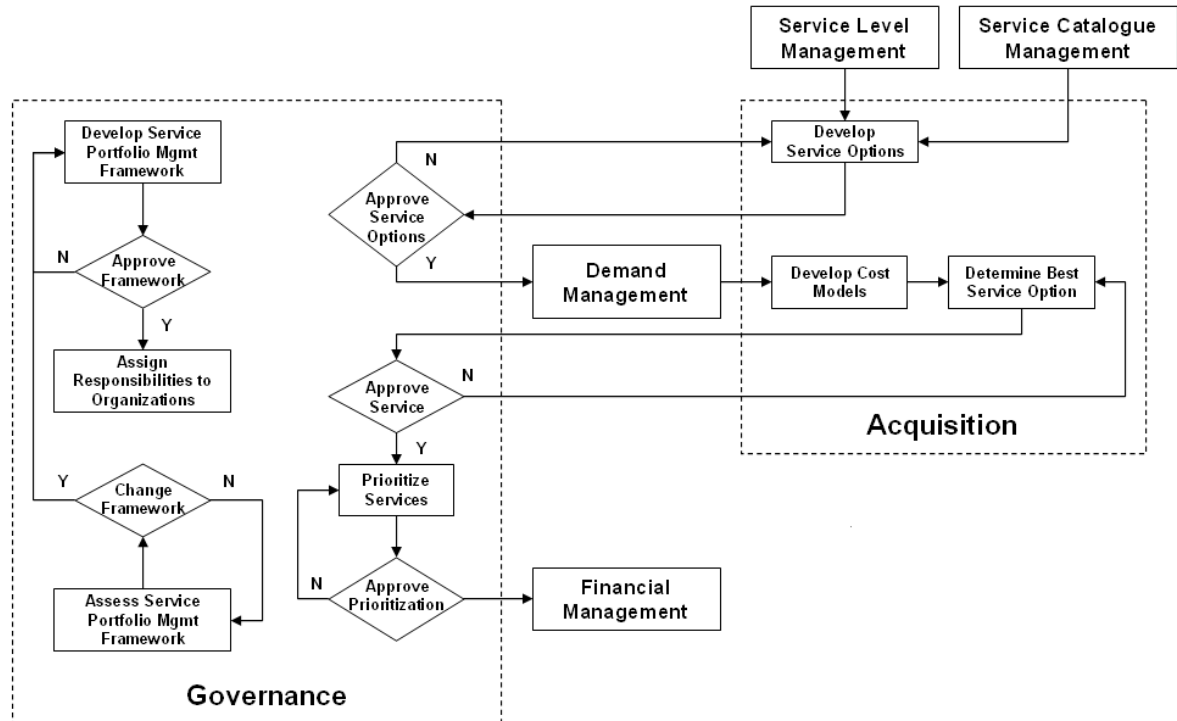 Service Level
Management
Service Catalogue
Management
Develop Service
Portfolio Mgmt
Framework
N
Approve
Framework
Y
Assign
Responsibilities to
Organizations
Y
Change
Framework
N
Assess Service
Portfolio Mgmt
Framework
Governance
N
Approve
Service
Options
Y
Develop
Service Options
Demand
Management
Develop Cost
Models
Determine Best
Service Option
Approve
Service
N
Y
Acquisition
Prioritize
Services
N
Approve
Prioritization
Financial
Management